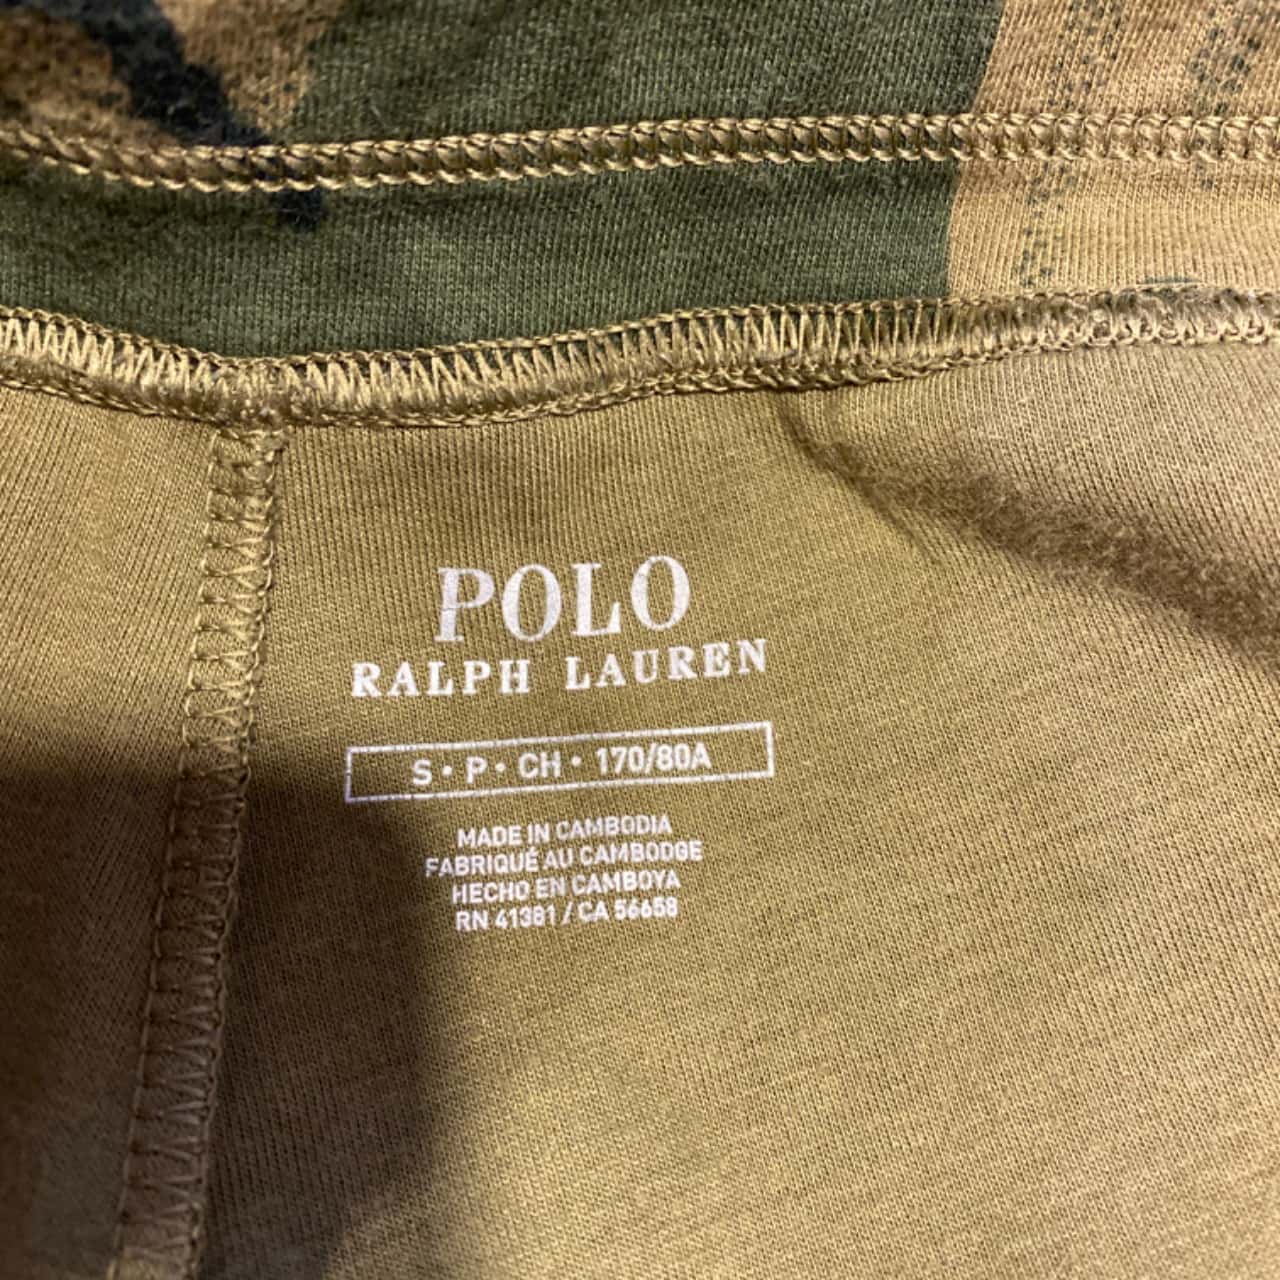 POLO
RALPH LAUREN
S • P • CH • 170/80A
MADE IN CAMBODIA
FABRIQUÉ AU CAMBODGE
HECHO EN CAMBOYA
RN 41381 / CA 56658